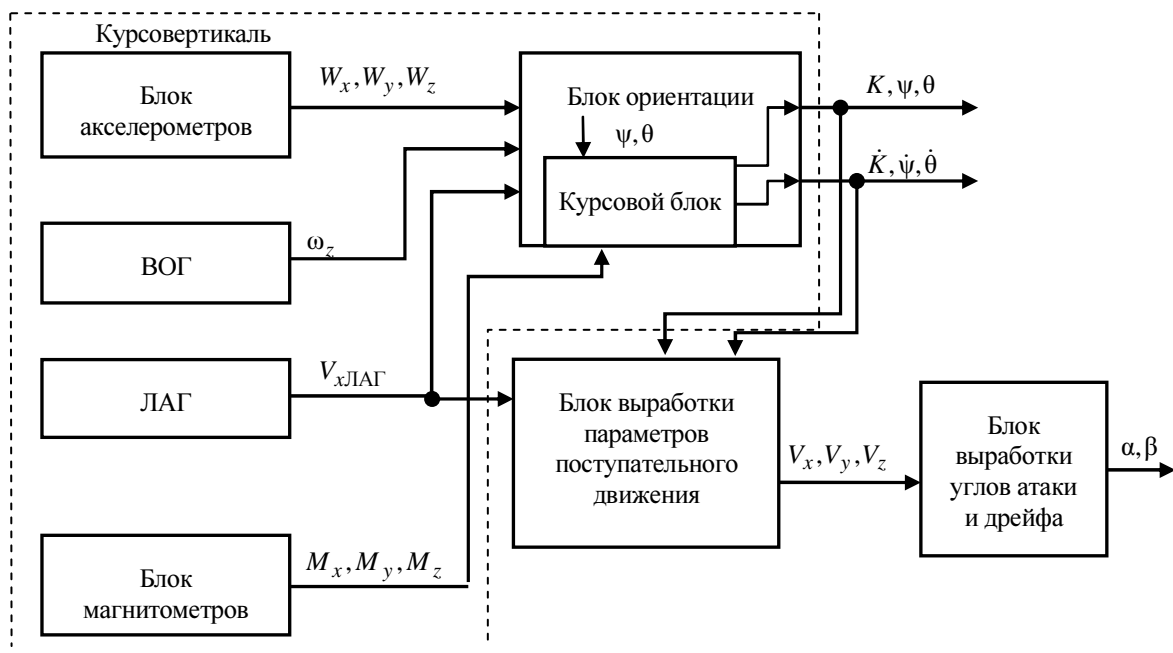 Курсовертикаль
Блок
акселерометров
W_x, W_y, W_z
Блок ориентации
ψ, θ
Курсовой блок
K, ψ, θ
K̇, ψ̇, θ̇
ВОГ
ω_z
ЛАГ
V_xЛАГ
Блок выработки
параметров
поступательного
движения
V_x, V_y, V_z
Блок
выработки
углов атаки
и дрейфа
α, β
Блок
магнитометров
M_x, M_y, M_z